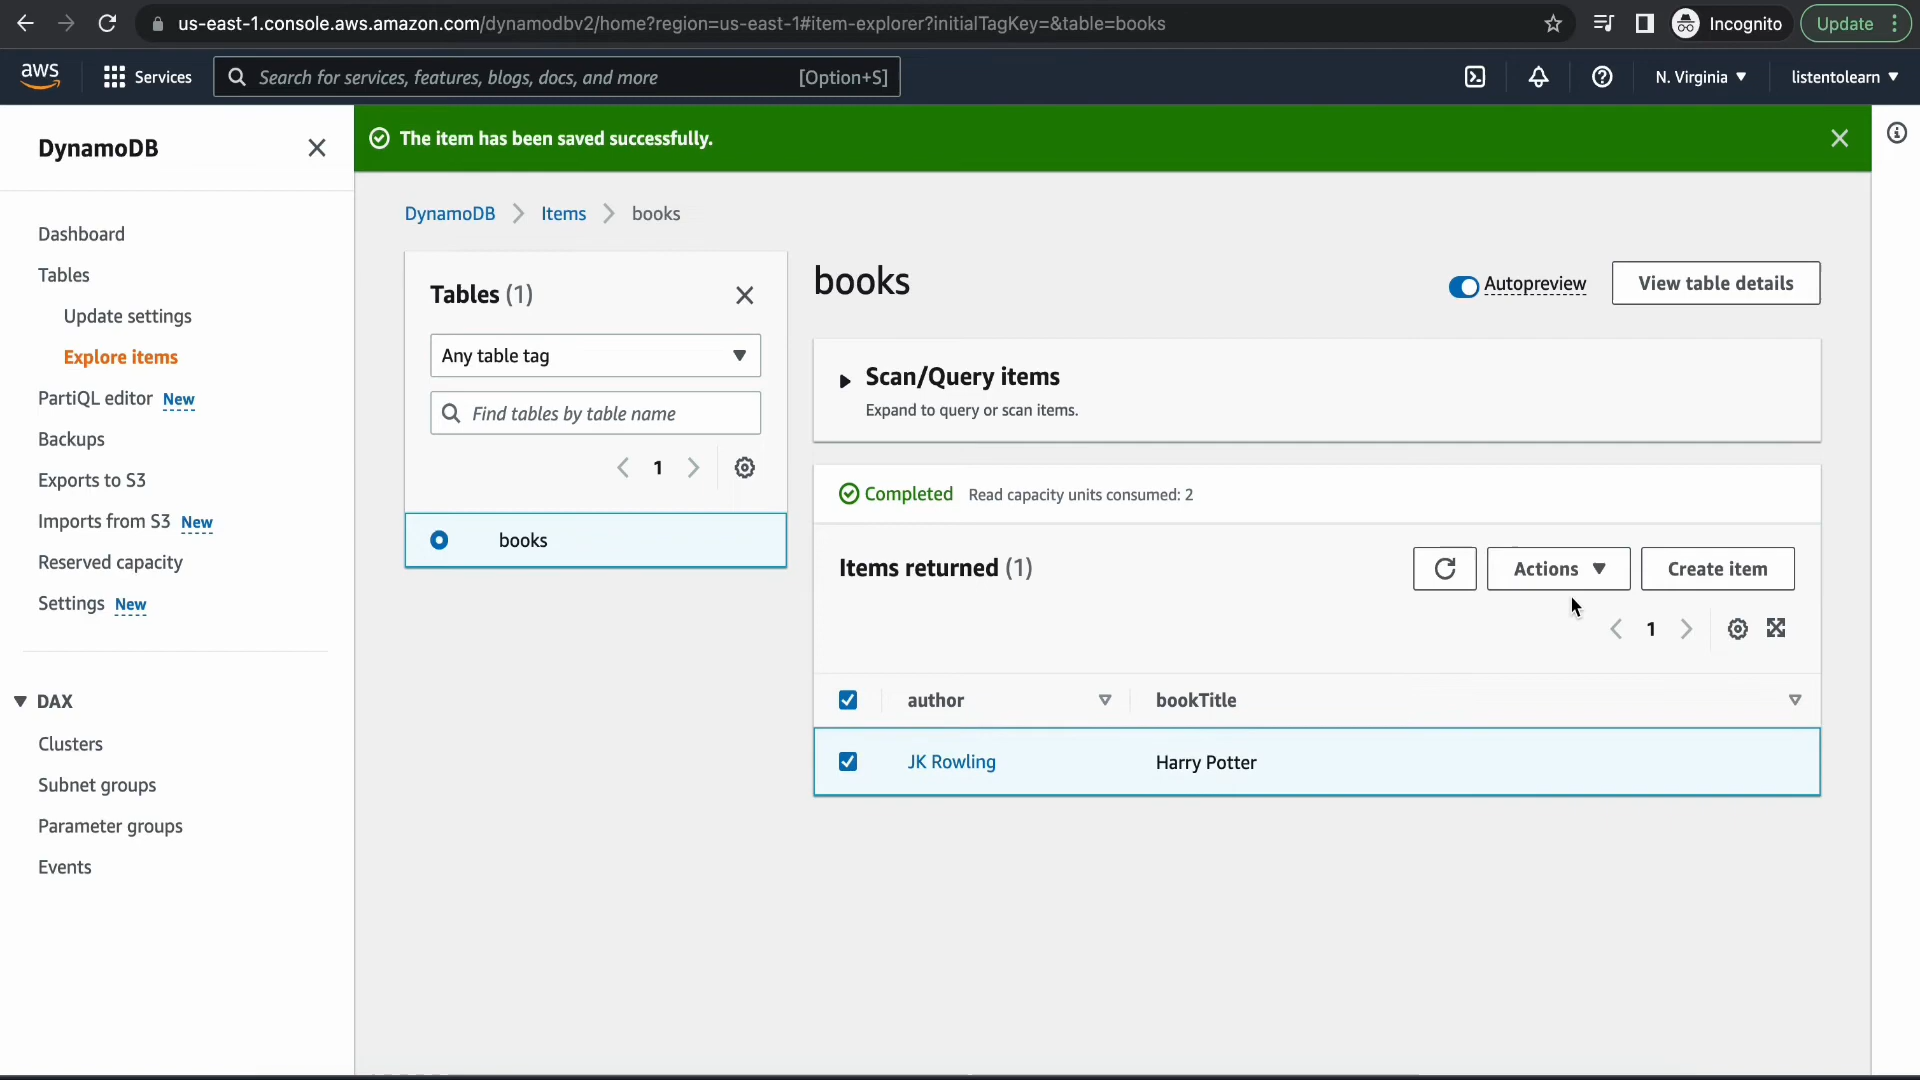 us-east-1.console.aws.amazon.com/dynamodbv2/home?region=us-east-1#item-explorer?initialTagKey=&table=books
Incognito
Update
aws
Services
Search for services, features, blogs, docs, and more
[Option+S]
N. Virginia
listentolearn
DynamoDB
Dashboard
Tables
Update settings
Explore items
PartiQL editor New
Backups
Exports to S3
Imports from S3 New
Reserved capacity
Settings New
DAX
Clusters
Subnet groups
Parameter groups
Events
The item has been saved successfully.
DynamoDB
Items
books
Tables (1)
Any table tag
Find tables by table name
1
books
books
Autopreview
View table details
Scan/Query items
Expand to query or scan items.
Completed Read capacity units consumed: 2
Items returned (1)
Actions
Create item
1
author
bookTitle
JK Rowling
Harry Potter